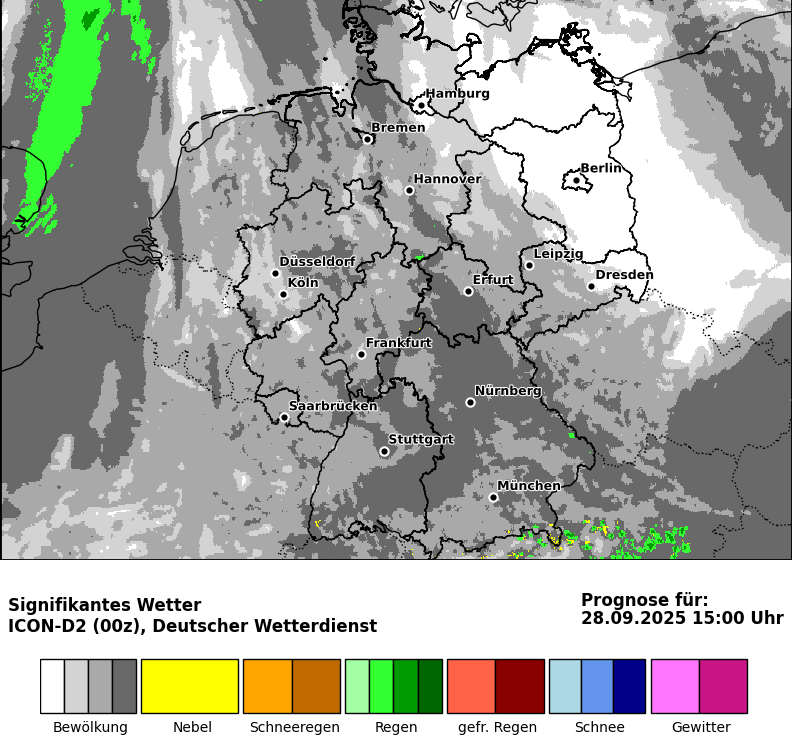 Hamburg
Bremen
Berlin
Hannover
Leipzig
Düsseldorf
Dresden
Köln
Erfurt
Frankfurt
Nürnberg
Saarbrücken
Stuttgart
München
Signifikantes Wetter
ICON-D2 (00z), Deutscher Wetterdienst
Prognose für:
28.09.2025 15:00 Uhr
Bewölkung
Nebel
Schneeregen
Regen
gefr. Regen
Schnee
Gewitter